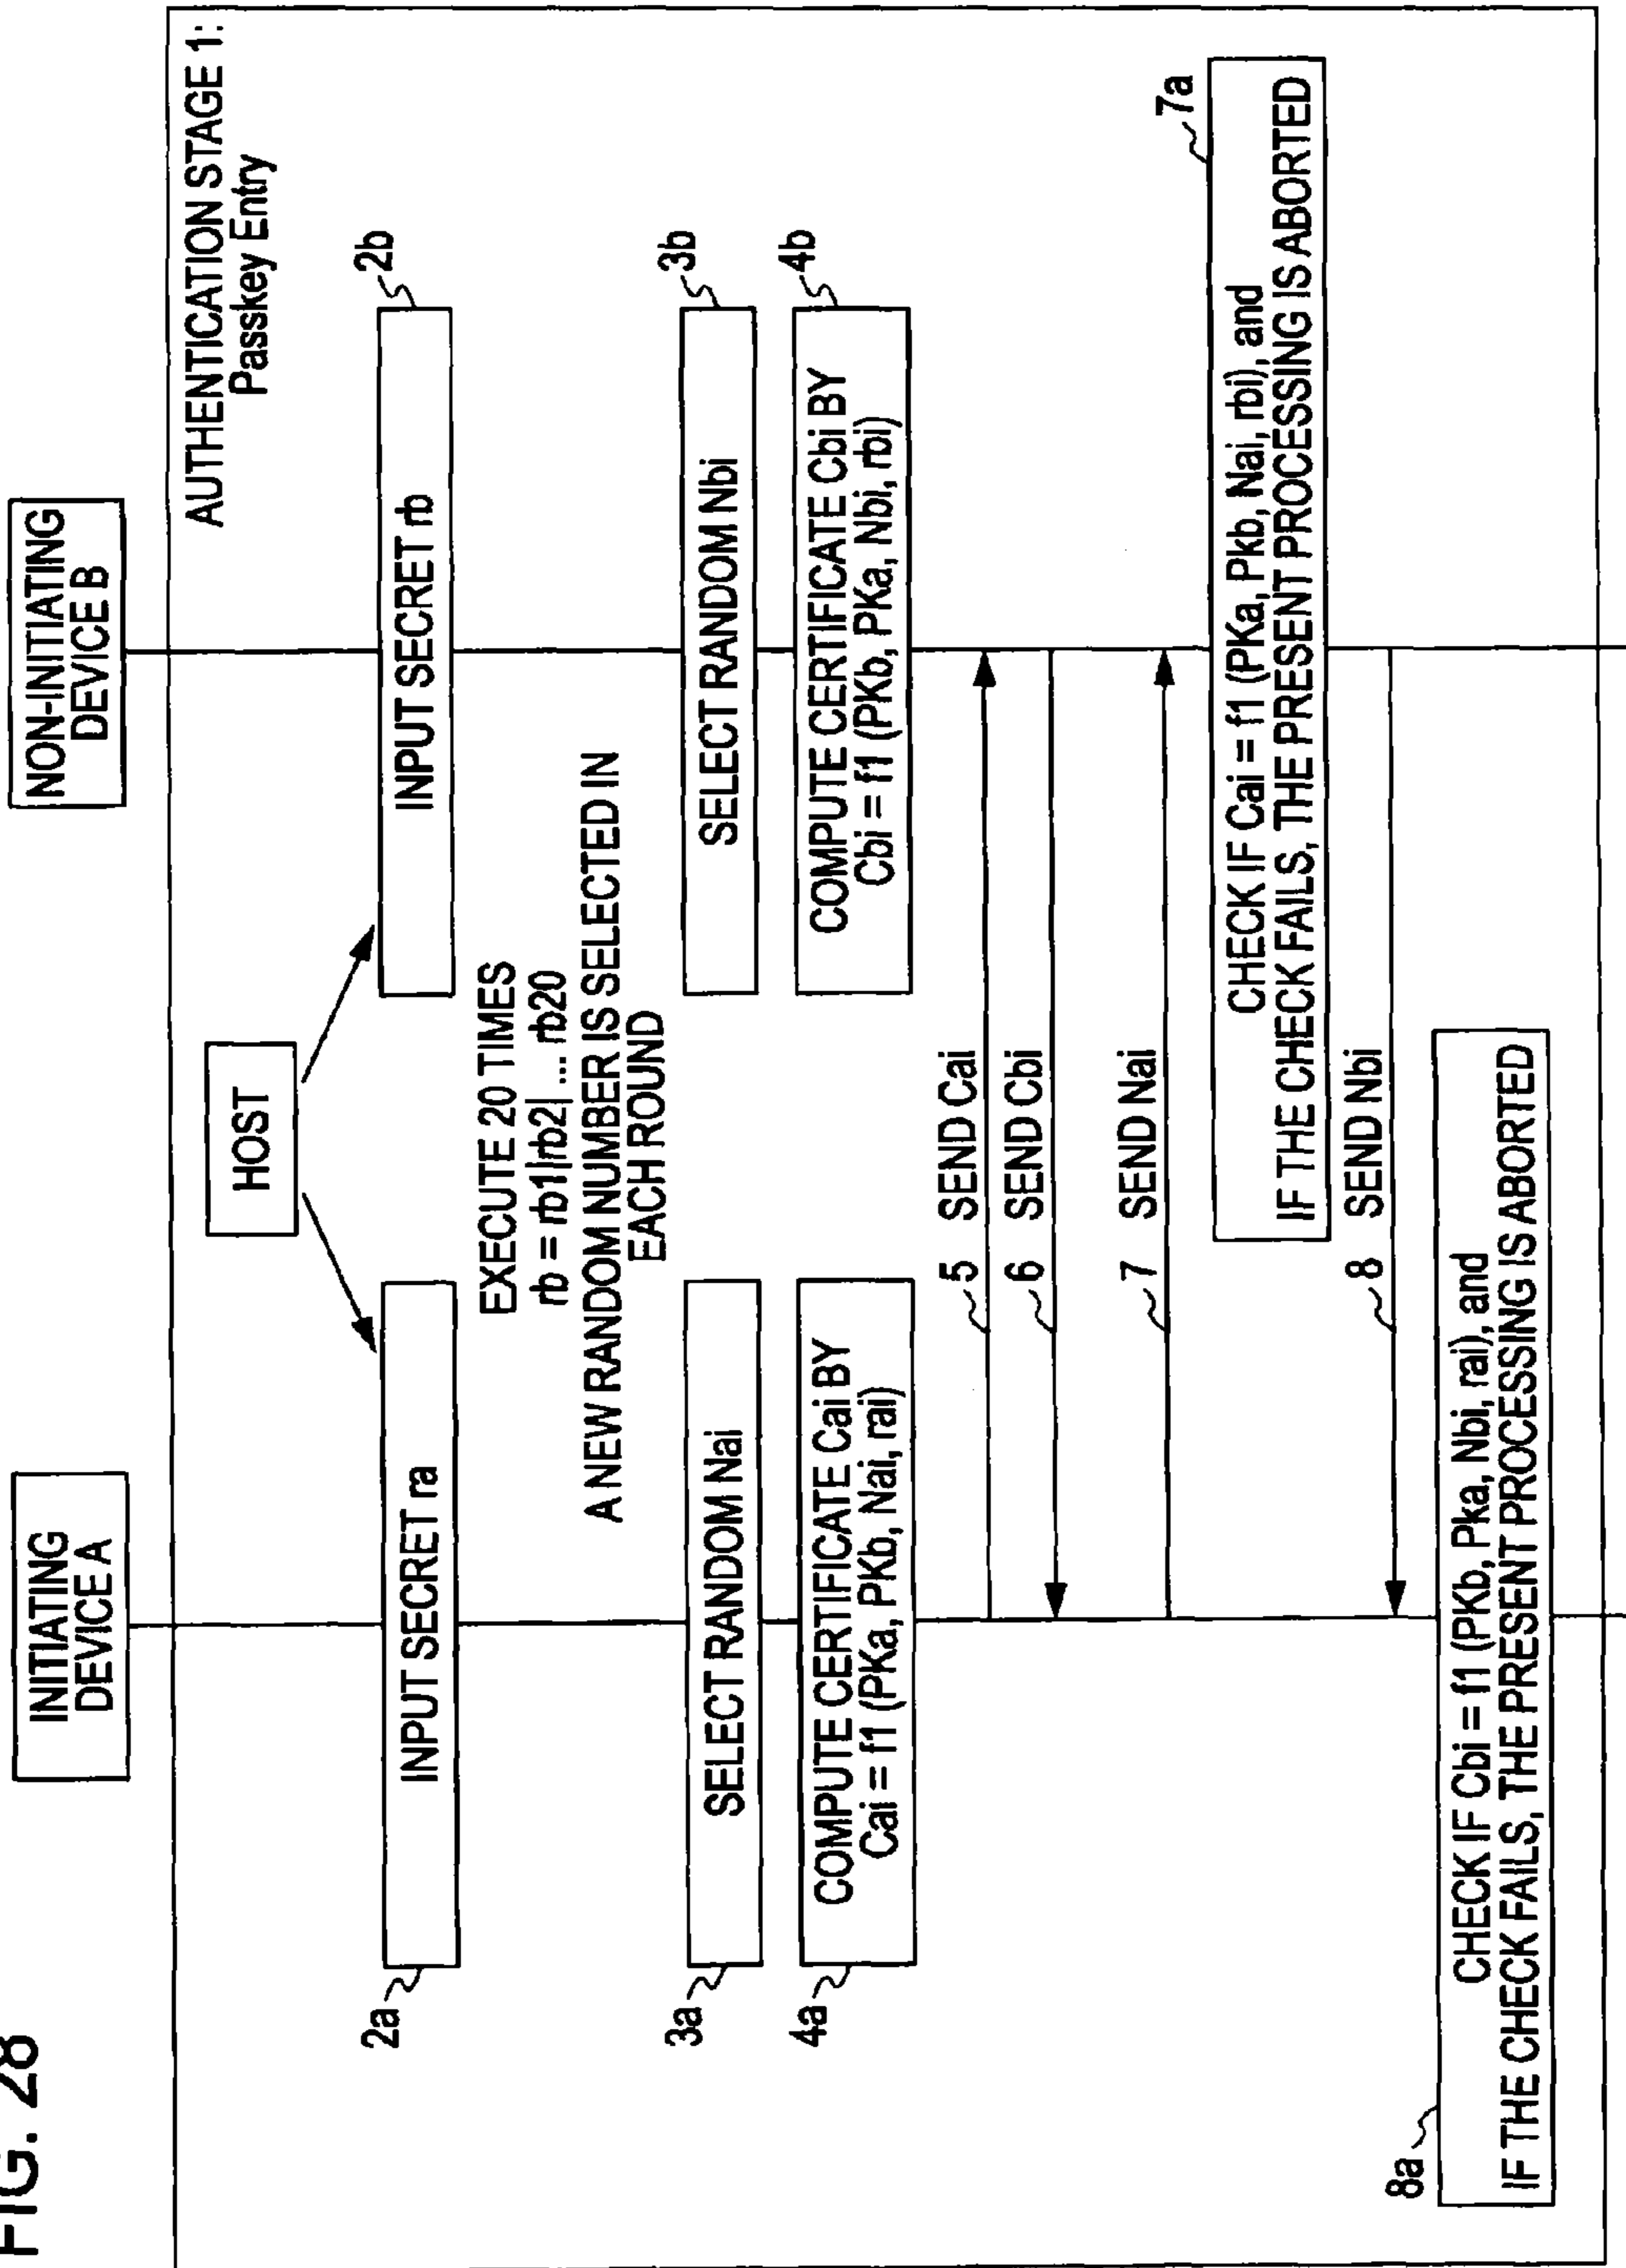 FIG. 28
INITIATING
DEVICE A
NON-INITIATING
DEVICE B
AUTHENTICATION STAGE 1:
Passkey Entry
HOST
2a
INPUT SECRET ra
INPUT SECRET rb
2b
EXECUTE 20 TIMES
rb = rb1|rb2| ... rb20
A NEW RANDOM NUMBER IS SELECTED IN
EACH ROUND
3a
SELECT RANDOM Nai
SELECT RANDOM Nbi
3b
4a
COMPUTE CERTIFICATE Cai BY
Cai = f1 (PKa, PKb, Nai, rai)
COMPUTE CERTIFICATE Cbi BY
Cbi = f1 (PKb, PKa, Nbi, rbi)
4b
5 SEND Cai
6 SEND Cbi
7 SEND Nai
7a
CHECK IF Cai = f1 (PKa, Pkb, Nai, rbi), and
IF THE CHECK FAILS, THE PRESENT PROCESSING IS ABORTED
8 SEND Nbi
8a
CHECK IF Cbi = f1 (PKb, Pka, Nbi, rai), and
IF THE CHECK FAILS, THE PRESENT PROCESSING IS ABORTED